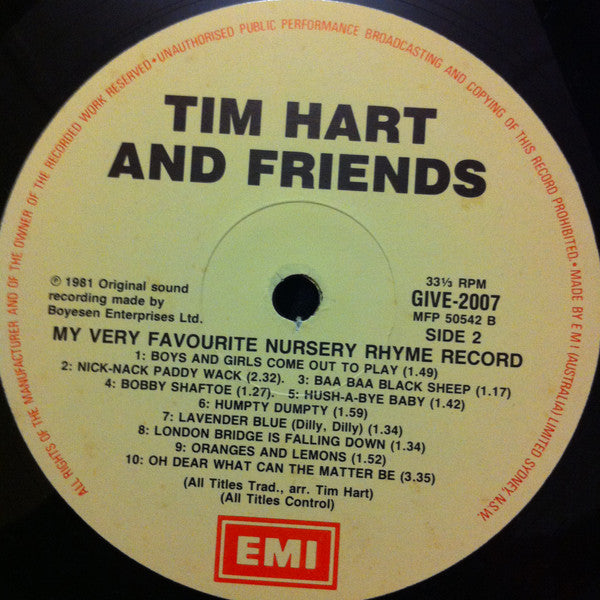 ALL RIGHTS OF THE MANUFACTURER AND OF THE OWNER OF THE RECORDED WORK RESERVED • UNAUTHORISED PUBLIC PERFORMANCE BROADCASTING AND COPYING OF THIS RECORD PROHIBITED. • MADE BY E M I (AUSTRALIA) LIMITED SYDNEY, N.S.W.
TIM HART
AND FRIENDS
℗ 1981 Original sound
recording made by
Boyesen Enterprises Ltd.
33⅓ RPM
GIVE-2007
MFP 50542 B
SIDE 2
MY VERY FAVOURITE NURSERY RHYME RECORD
1: BOYS AND GIRLS COME OUT TO PLAY (1.49)
2: NICK-NACK PADDY WACK (2.32). 3: BAA BAA BLACK SHEEP (1.17)
4: BOBBY SHAFTOE (1.27). 5: HUSH-A-BYE BABY (1.42)
6: HUMPTY DUMPTY (1.59)
7: LAVENDER BLUE (Dilly, Dilly) (1.34)
8: LONDON BRIDGE IS FALLING DOWN (1.34)
9: ORANGES AND LEMONS (1.52)
10: OH DEAR WHAT CAN THE MATTER BE (3.35)
(All Titles Trad., arr. Tim Hart)
(All Titles Control)
EMI